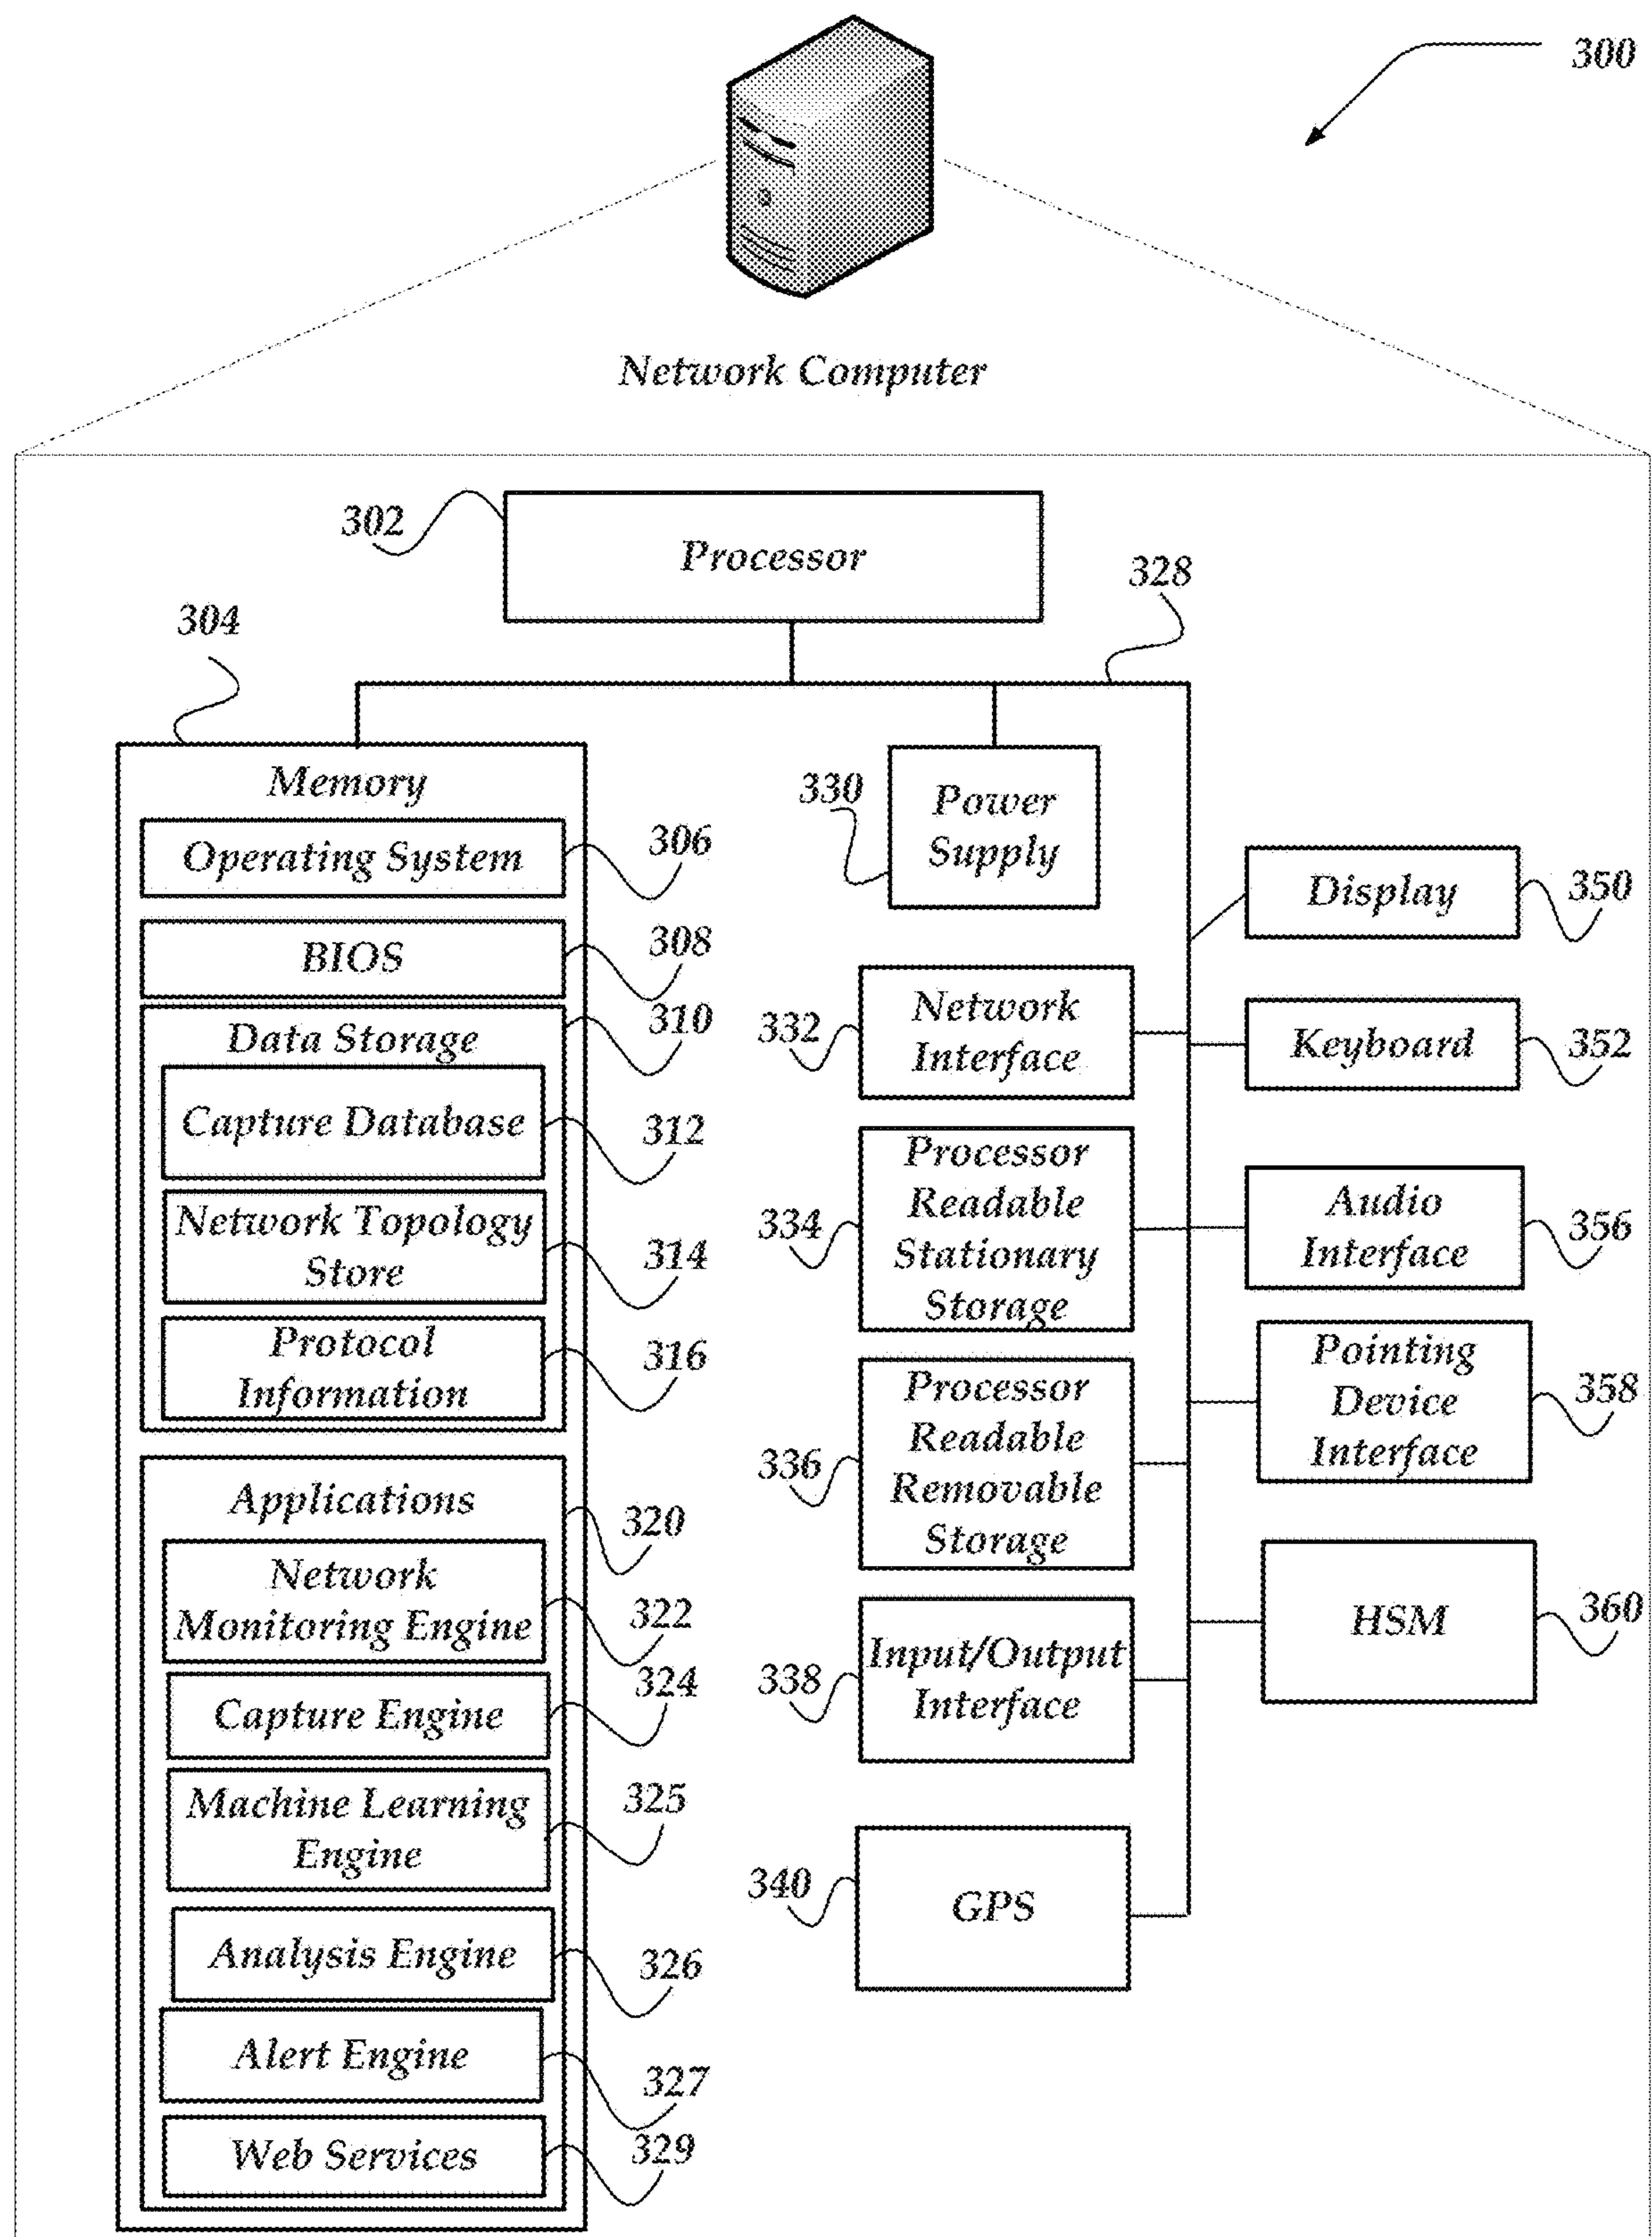 300
Network Computer
302
Processor
328
304
Memory
Operating System
306
BIOS
308
Data Storage
310
Capture Database
312
Network Topology
Store
314
Protocol
Information
316
Applications
320
Network
Monitoring Engine
322
Capture Engine
324
Machine Learning
Engine
325
Analysis Engine
326
Alert Engine
327
Web Services
329
330
Power
Supply
332
Network
Interface
334
Processor
Readable
Stationary
Storage
336
Processor
Readable
Removable
Storage
338
Input/Output
Interface
340
GPS
Display
350
Keyboard
352
Audio
Interface
356
Pointing
Device
Interface
358
HSM
360